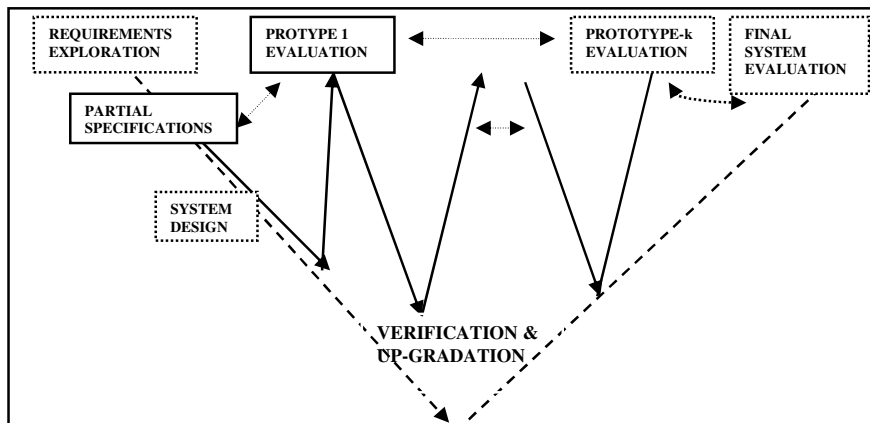 REQUIREMENTS
EXPLORATION
PROTYPE 1
EVALUATION
PROTOTYPE-k
EVALUATION
FINAL
SYSTEM
EVALUATION
PARTIAL
SPECIFICATIONS
SYSTEM
DESIGN
VERIFICATION &
UP-GRADATION